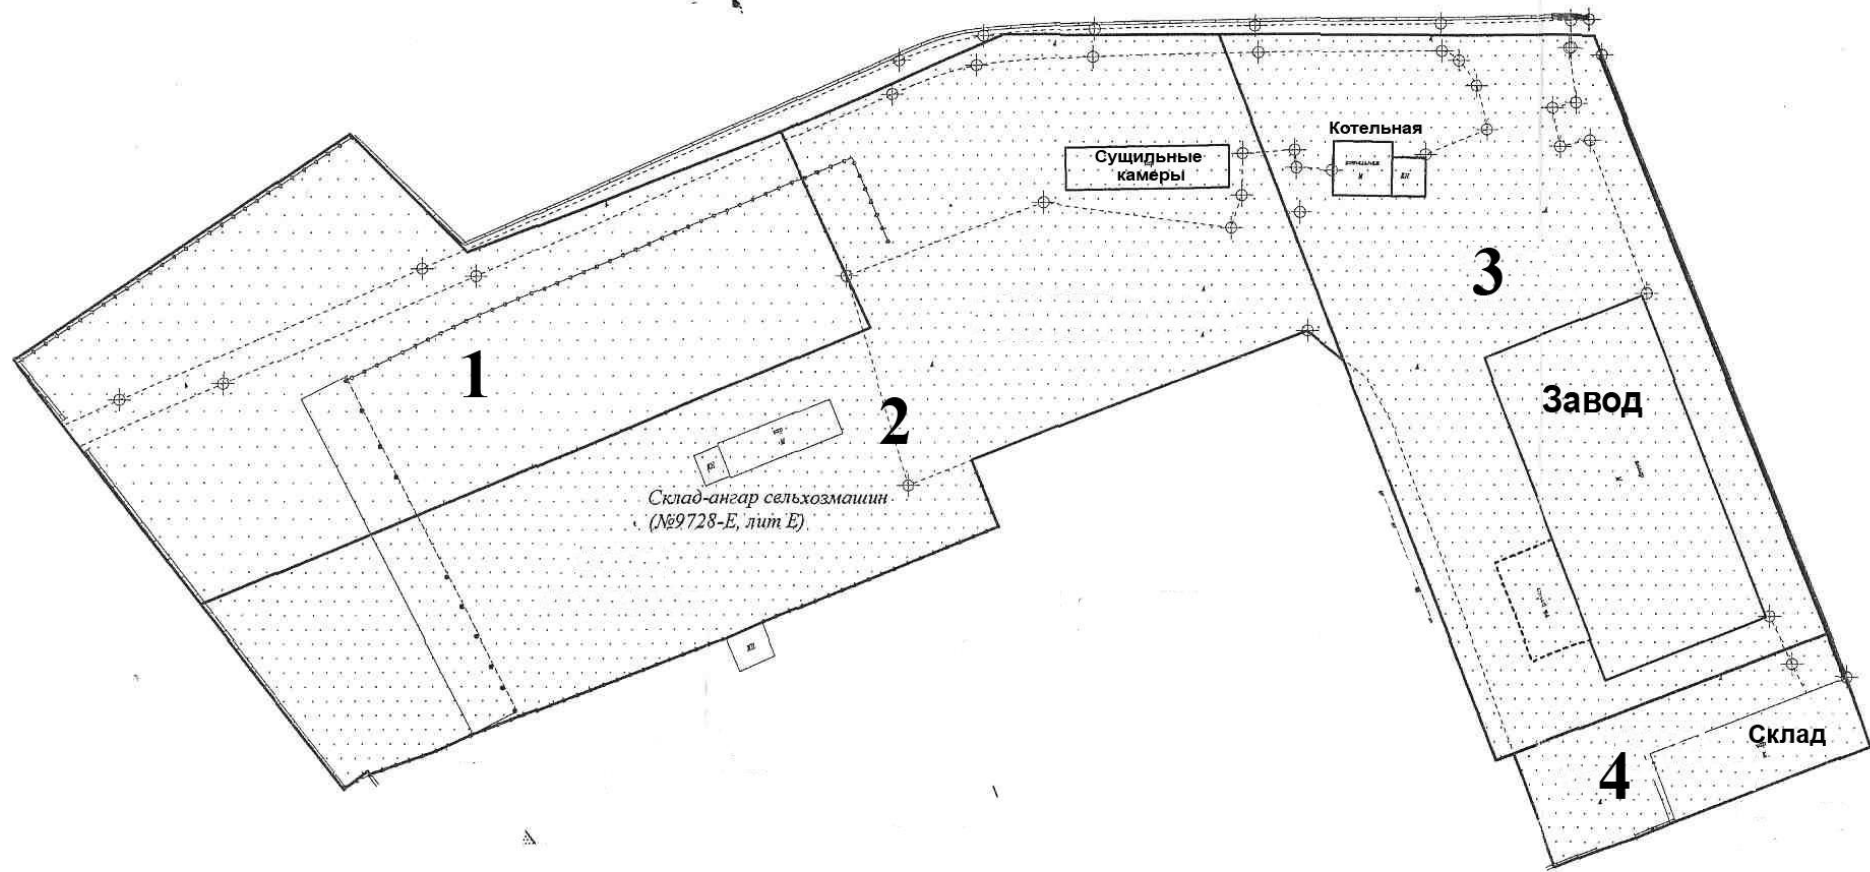 Котельная
Сущильные
камеры
3
1
Завод
2
Склад-ангар сельхозмашин
(№9728-Е, лит Е)
Склад
4